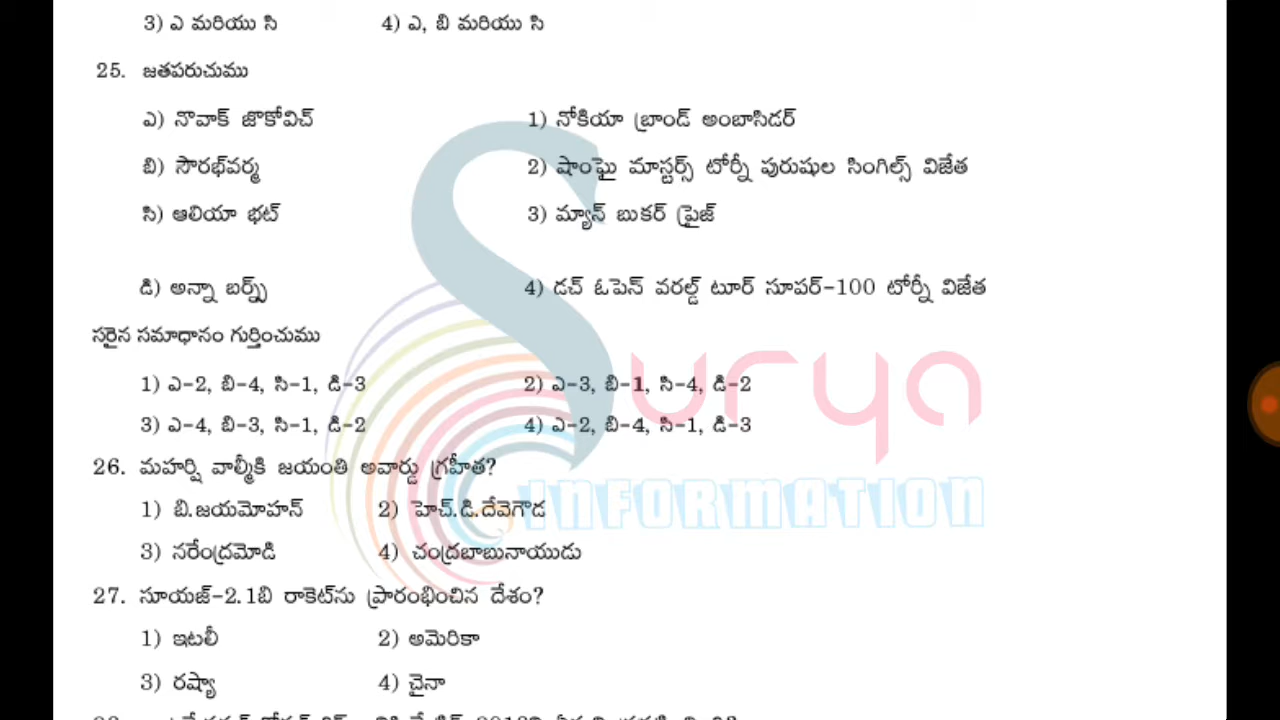 3) ఎ మరియు సి 4) ఎ, బి మరియు సి
25. జతపరుచుము
ఎ) నొవాక్ జొకోవిచ్ 1) నోకియా బ్రాండ్ అంబాసిడర్
బి) సౌరభ్‌వర్మ 2) షాంఘై మాస్టర్స్ టోర్నీ పురుషుల సింగిల్స్ విజేత
సి) ఆలియా భట్ 3) మ్యాన్ బుకర్ ప్రైజ్
డి) అన్నా బర్న్స్ 4) డచ్ ఓపెన్ వరల్డ్ టూర్ సూపర్-100 టోర్నీ విజేత
సరైన సమాధానం గుర్తించుము
1) ఎ-2, బి-4, సి-1, డి-3 2) ఎ-3, బి-1, సి-4, డి-2
3) ఎ-4, బి-3, సి-1, డి-2 4) ఎ-2, బి-4, సి-1, డి-3
26. మహర్షి వాల్మీకి జయంతి అవార్డు గ్రహీత?
1) బి.జయమోహన్ 2) హెచ్.డి.దేవెగౌడ
3) నరేంద్రమోడి 4) చంద్రబాబునాయుడు
27. సూయజ్-2.1బి రాకెట్‌ను ప్రారంభించిన దేశం?
1) ఇటలీ 2) అమెరికా
3) రష్యా 4) చైనా
Surya
INFORMATION